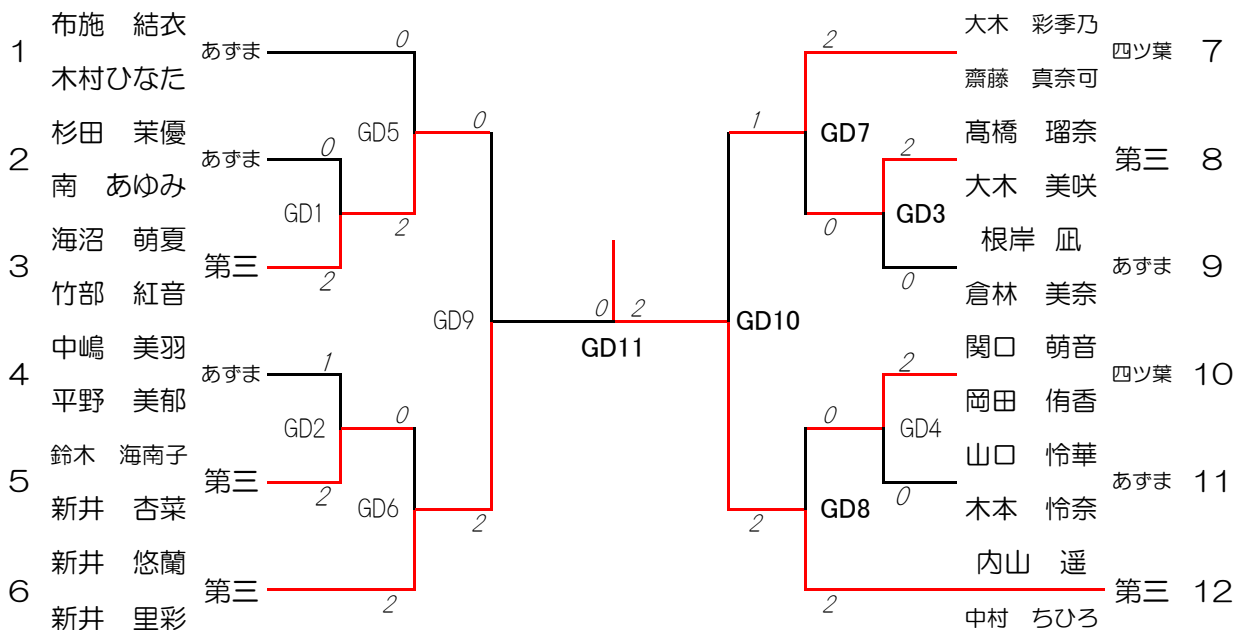 布施　結衣
1 あずま 0
木村ひなた
杉田　茉優
2 あずま 0
南　あゆみ
GD5 0
GD1 2
海沼　萌夏
3 第三 2
竹部　紅音
中嶋　美羽
4 あずま 1
平野　美郁
GD2 0
鈴木　海南子
5 第三 2
新井　杏菜
GD6 2
新井　悠蘭
6 第三 2
新井　里彩
GD9
0 2
GD11
GD10
大木　彩季乃
2 四ツ葉 7
齋藤　真奈可
1 GD7
髙橋　瑠奈
2 第三 8
大木　美咲
0 GD3
根岸　凪
0 あずま 9
倉林　美奈
関口　萌音
2 四ツ葉 10
岡田　侑香
0 GD4
山口　怜華
0 あずま 11
木本　怜奈
2 GD8
内山　遥
2 第三 12
中村　ちひろ